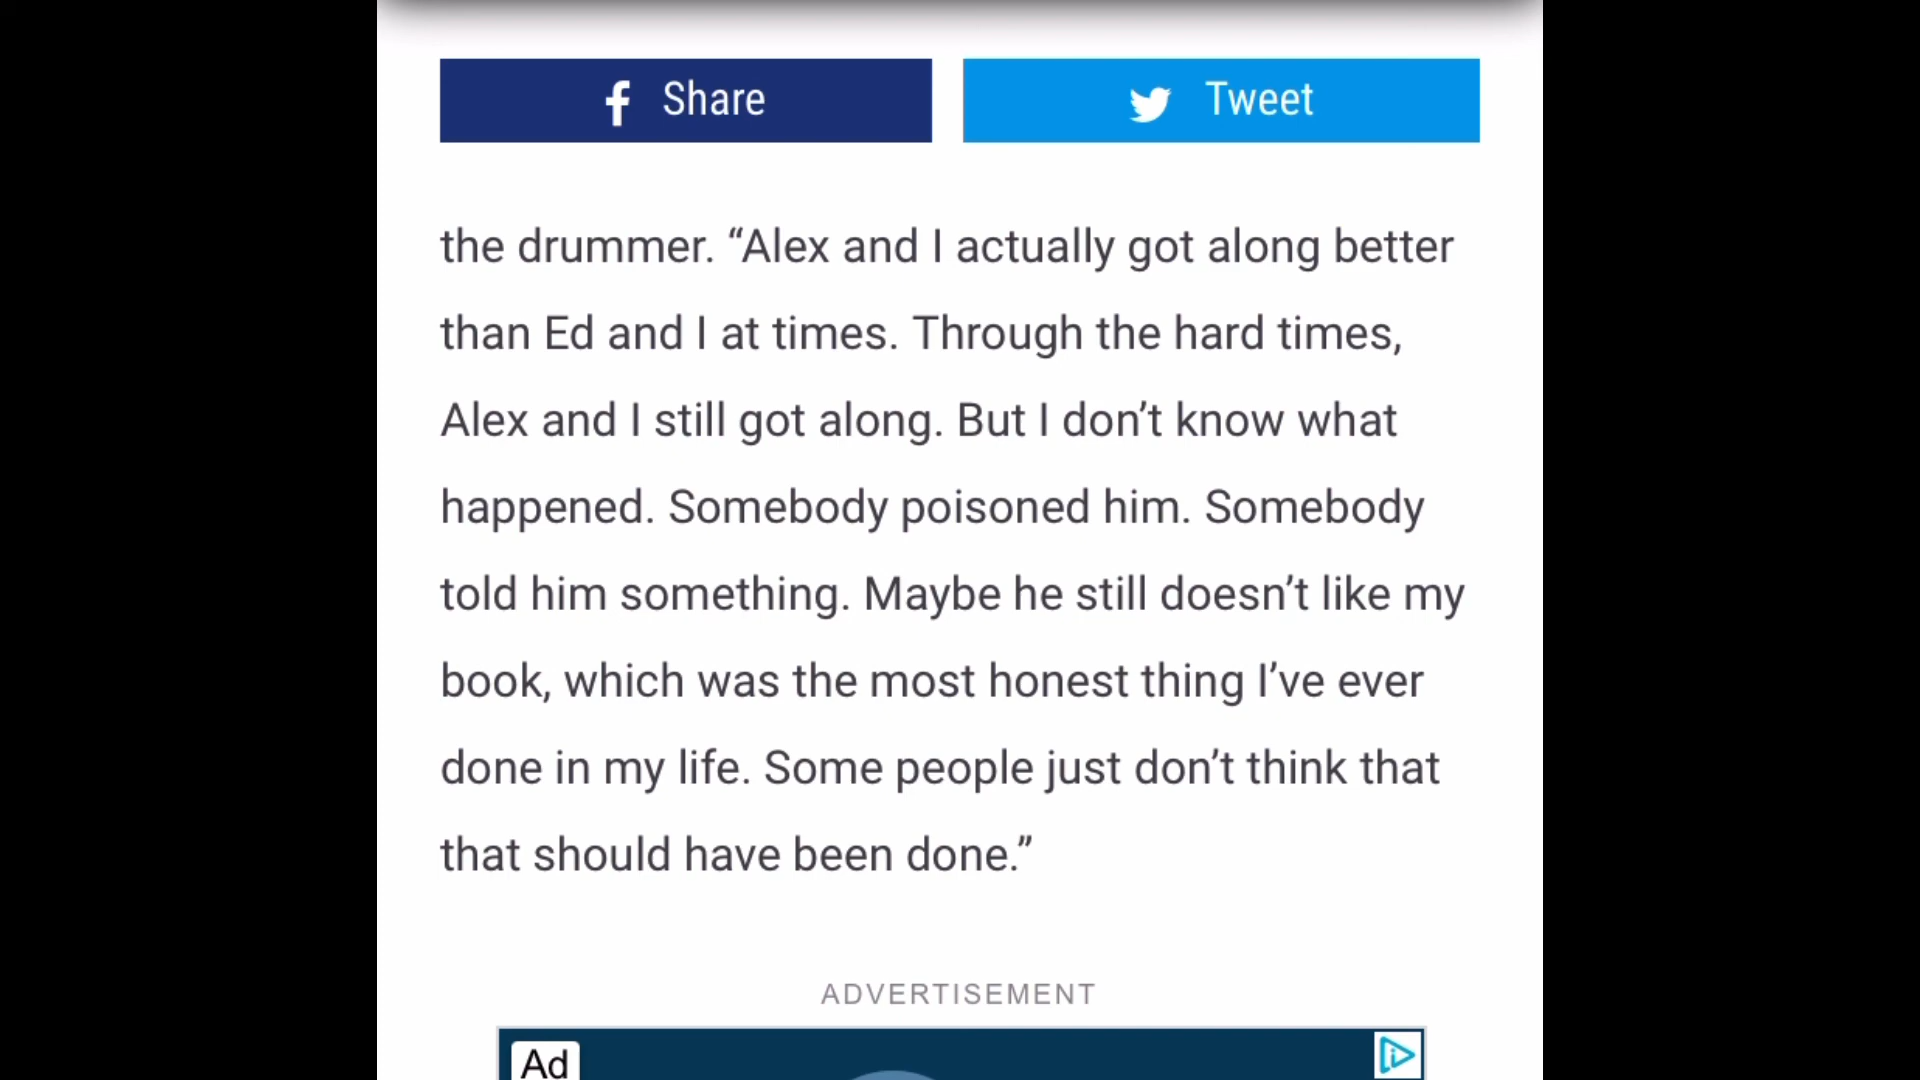 Share
Tweet
the drummer. “Alex and I actually got along better
than Ed and I at times. Through the hard times,
Alex and I still got along. But I don’t know what
happened. Somebody poisoned him. Somebody
told him something. Maybe he still doesn’t like my
book, which was the most honest thing I’ve ever
done in my life. Some people just don’t think that
that should have been done.”
ADVERTISEMENT
Ad